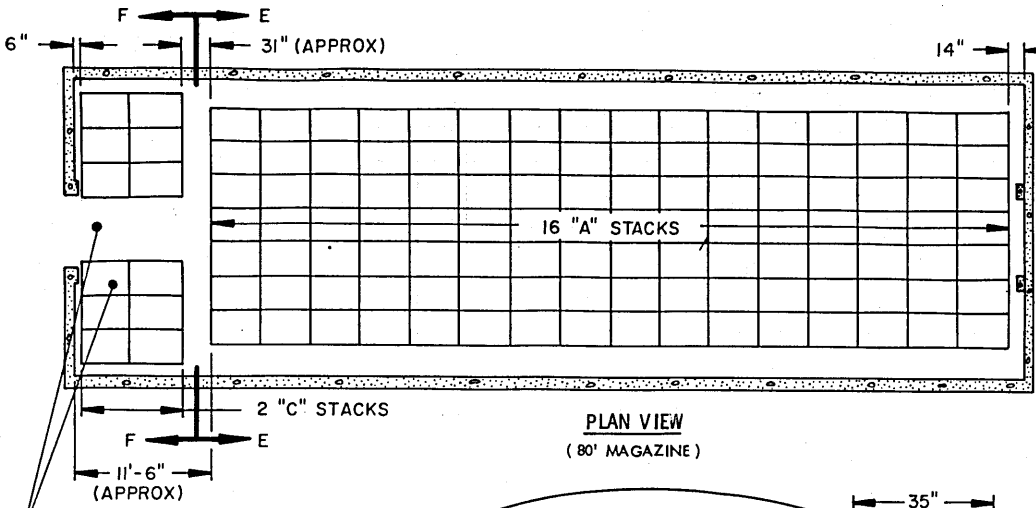 F E
6" 31" (APPROX) 14"
16 "A" STACKS
2 "C" STACKS
F E
11'-6"
(APPROX)
PLAN VIEW
(80' MAGAZINE)
35"